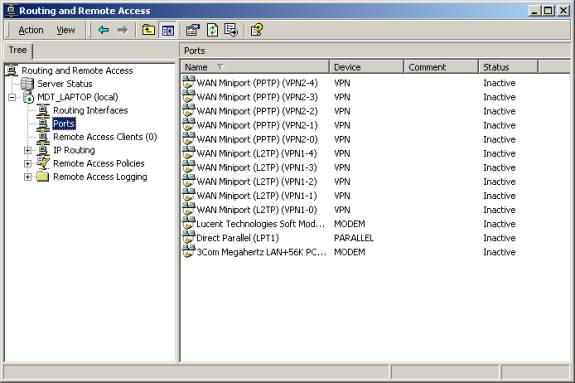 Routing and Remote Access
Action View
Tree
Ports
Routing and Remote Access
Server Status
MDT_LAPTOP (local)
Routing Interfaces
Ports
Remote Access Clients (0)
IP Routing
Remote Access Policies
Remote Access Logging
Name Device Comment Status
WAN Miniport (PPTP) (VPN2-4) VPN Inactive
WAN Miniport (PPTP) (VPN2-3) VPN Inactive
WAN Miniport (PPTP) (VPN2-2) VPN Inactive
WAN Miniport (PPTP) (VPN2-1) VPN Inactive
WAN Miniport (PPTP) (VPN2-0) VPN Inactive
WAN Miniport (L2TP) (VPN1-4) VPN Inactive
WAN Miniport (L2TP) (VPN1-3) VPN Inactive
WAN Miniport (L2TP) (VPN1-2) VPN Inactive
WAN Miniport (L2TP) (VPN1-1) VPN Inactive
WAN Miniport (L2TP) (VPN1-0) VPN Inactive
Lucent Technologies Soft Mod... MODEM Inactive
Direct Parallel (LPT1) PARALLEL Inactive
3Com Megahertz LAN+56K PC... MODEM Inactive